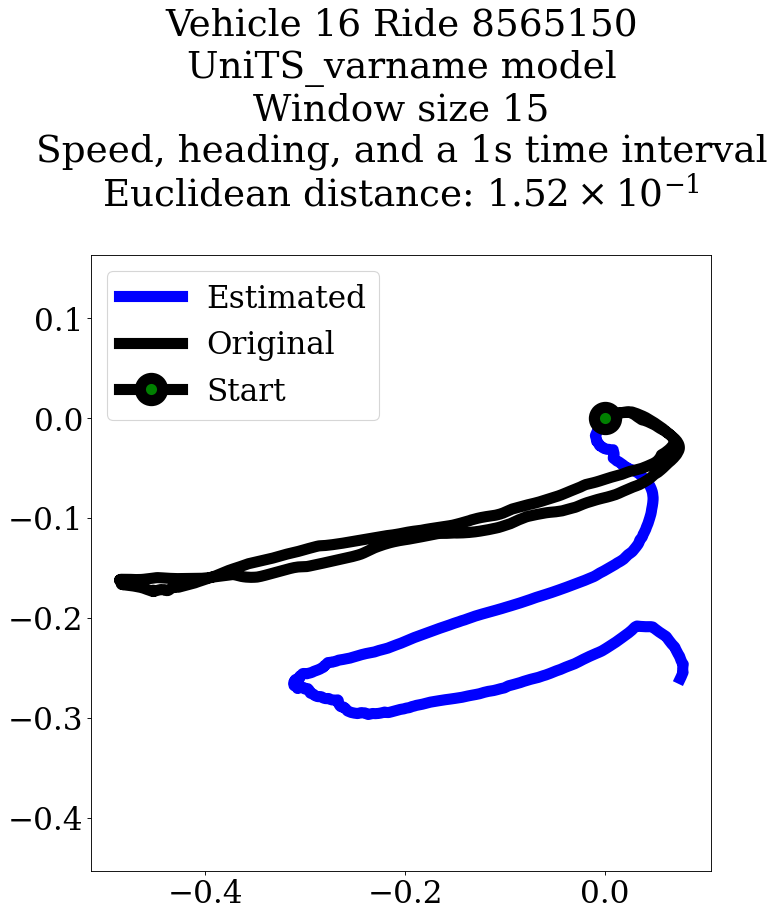 Vehicle 16 Ride 8565150
UniTS_varname model
Window size 15
Speed, heading, and a 1s time interval
Euclidean distance: 1.52 × 10⁻¹
Estimated
Original
Start
0.1
0.0
−0.1
−0.2
−0.3
−0.4
−0.4
−0.2
0.0